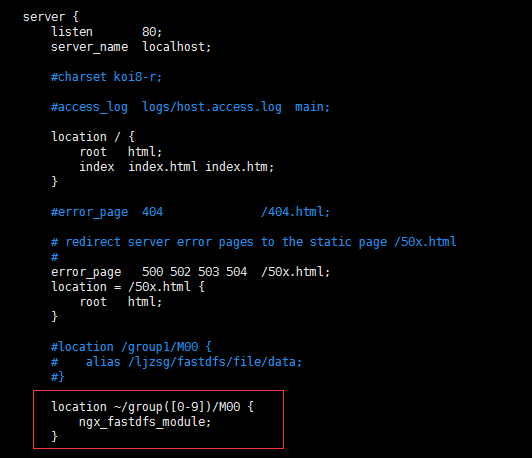 server {
listen       80;
server_name  localhost;
#charset koi8-r;
#access_log  logs/host.access.log  main;
location / {
root   html;
index  index.html index.htm;
}
#error_page  404              /404.html;
# redirect server error pages to the static page /50x.html
#
error_page   500 502 503 504  /50x.html;
location = /50x.html {
root   html;
}
#location /group1/M00 {
#    alias /ljzsg/fastdfs/file/data;
#}
location ~/group([0-9])/M00 {
ngx_fastdfs_module;
}